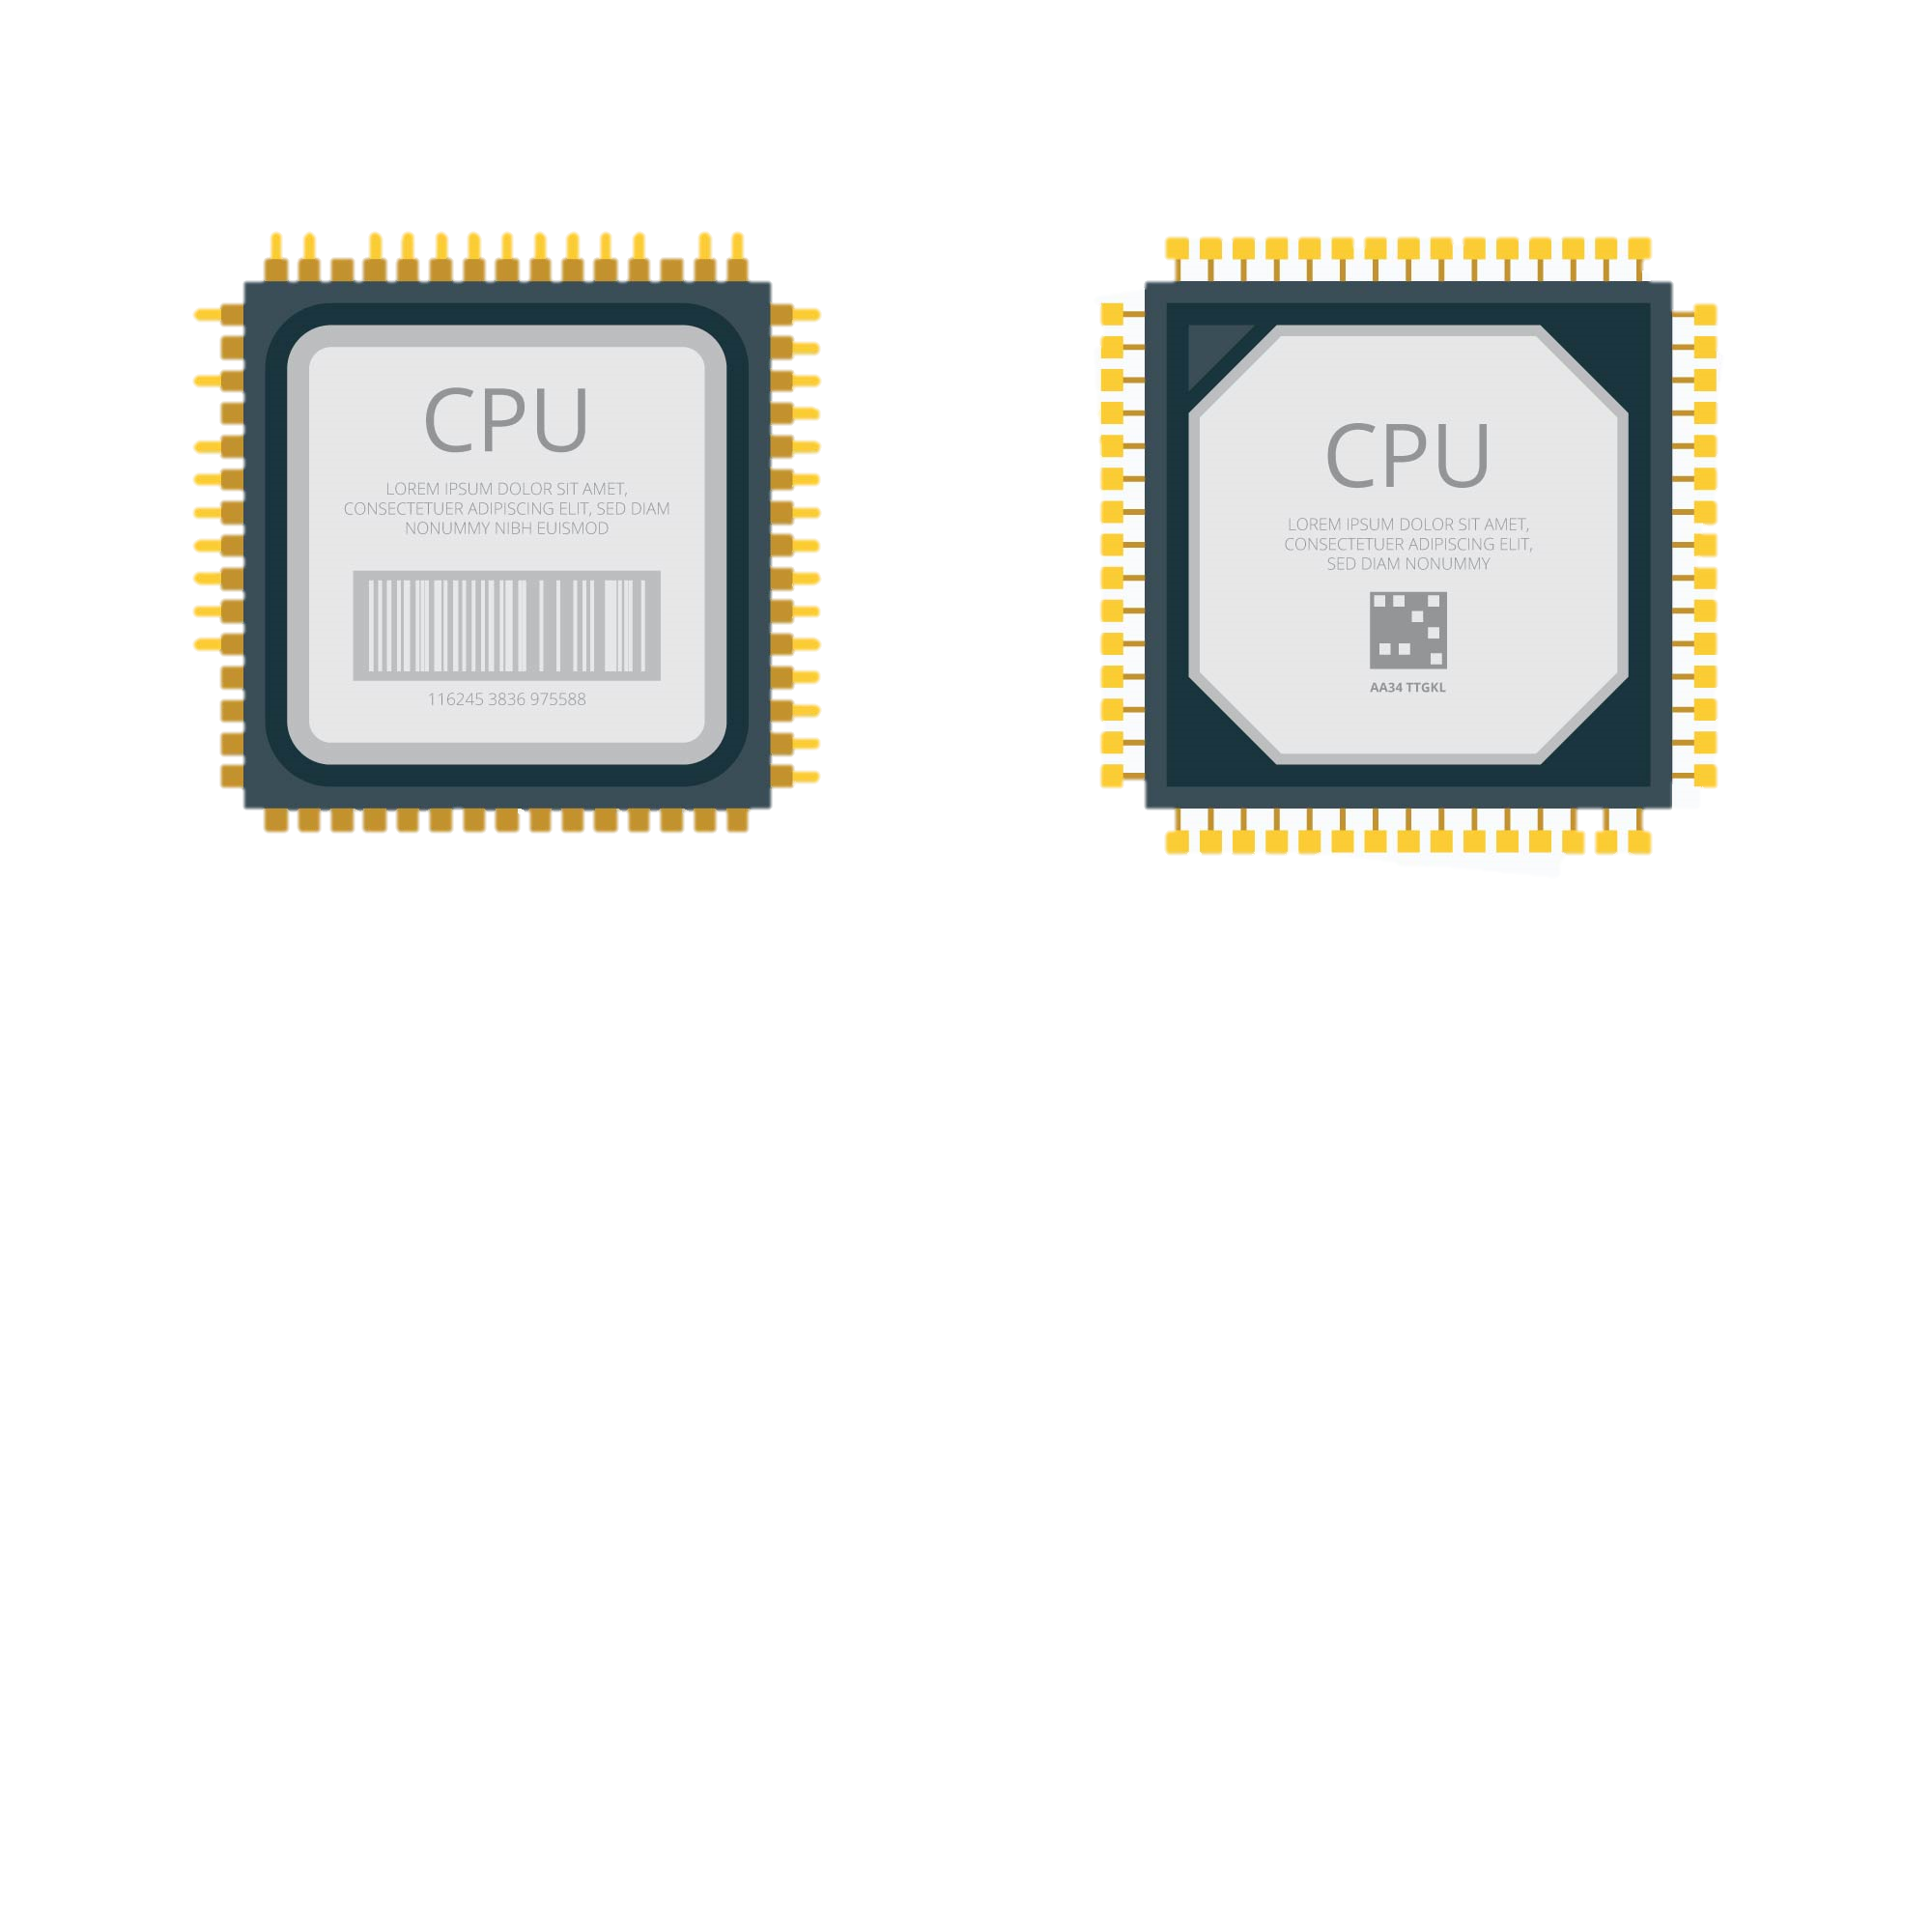 CPU
LOREM IPSUM DOLOR SIT AMET,
CONSECTETUER ADIPISCING ELIT, SED DIAM
NONUMMY NIBH EUISMOD
116245 3836 975588
CPU
LOREM IPSUM DOLOR SIT AMET,
CONSECTETUER ADIPISCING ELIT,
SED DIAM NONUMMY
AA34 TTGKL